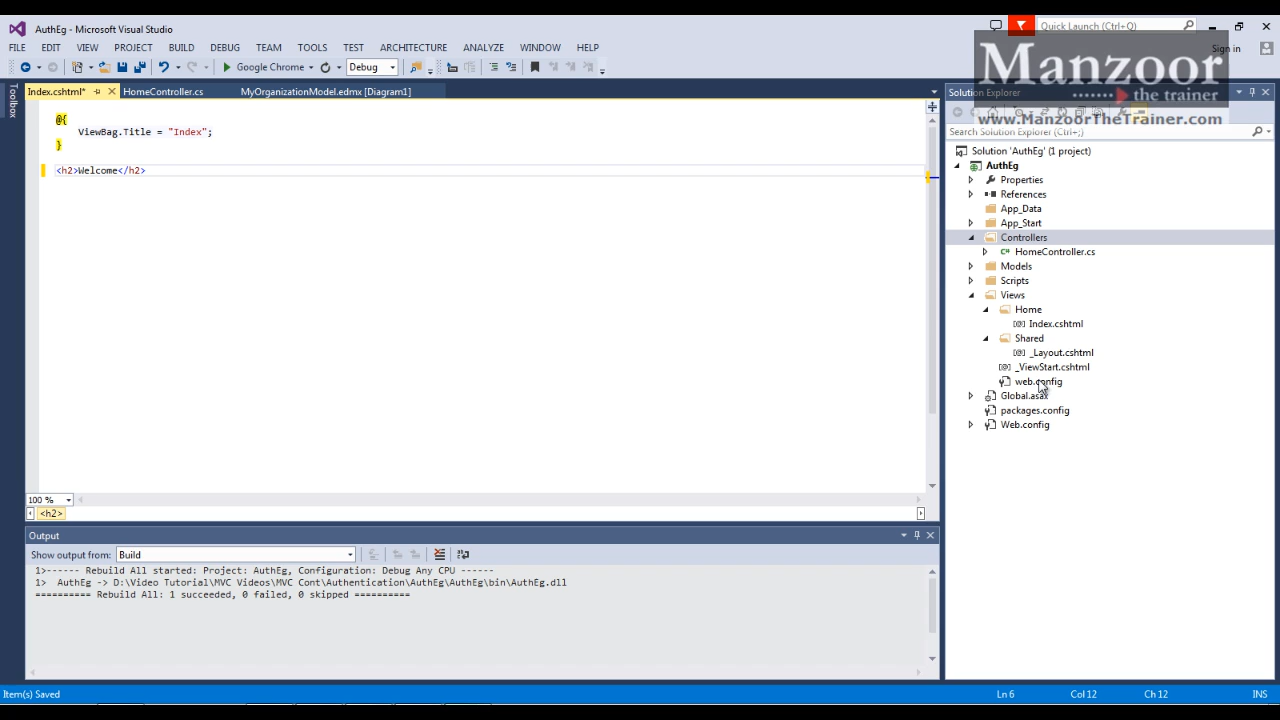 AuthEg - Microsoft Visual Studio
Quick Launch (Ctrl+Q)
FILE EDIT VIEW PROJECT BUILD DEBUG TEAM TOOLS TEST ARCHITECTURE ANALYZE WINDOW HELP
Sign in
Google Chrome Debug
Manzoor
the trainer
www.ManzoorTheTrainer.com
Toolbox
Index.cshtml* HomeController.cs MyOrganizationModel.edmx [Diagram1]
@{
ViewBag.Title = "Index";
}
<h2>Welcome</h2>
100 %
<h2>
Output
Show output from: Build
1>------ Rebuild All started: Project: AuthEg, Configuration: Debug Any CPU ------
1> AuthEg -> D:\Video Tutorial\MVC Videos\MVC Cont\Authentication\AuthEg\AuthEg\bin\AuthEg.dll
========== Rebuild All: 1 succeeded, 0 failed, 0 skipped ==========
Solution Explorer
Search Solution Explorer (Ctrl+;)
Solution 'AuthEg' (1 project)
AuthEg
Properties
References
App_Data
App_Start
Controllers
HomeController.cs
Models
Scripts
Views
Home
Index.cshtml
Shared
_Layout.cshtml
_ViewStart.cshtml
web.config
Global.asax
packages.config
Web.config
Item(s) Saved Ln 6 Col 12 Ch 12 INS